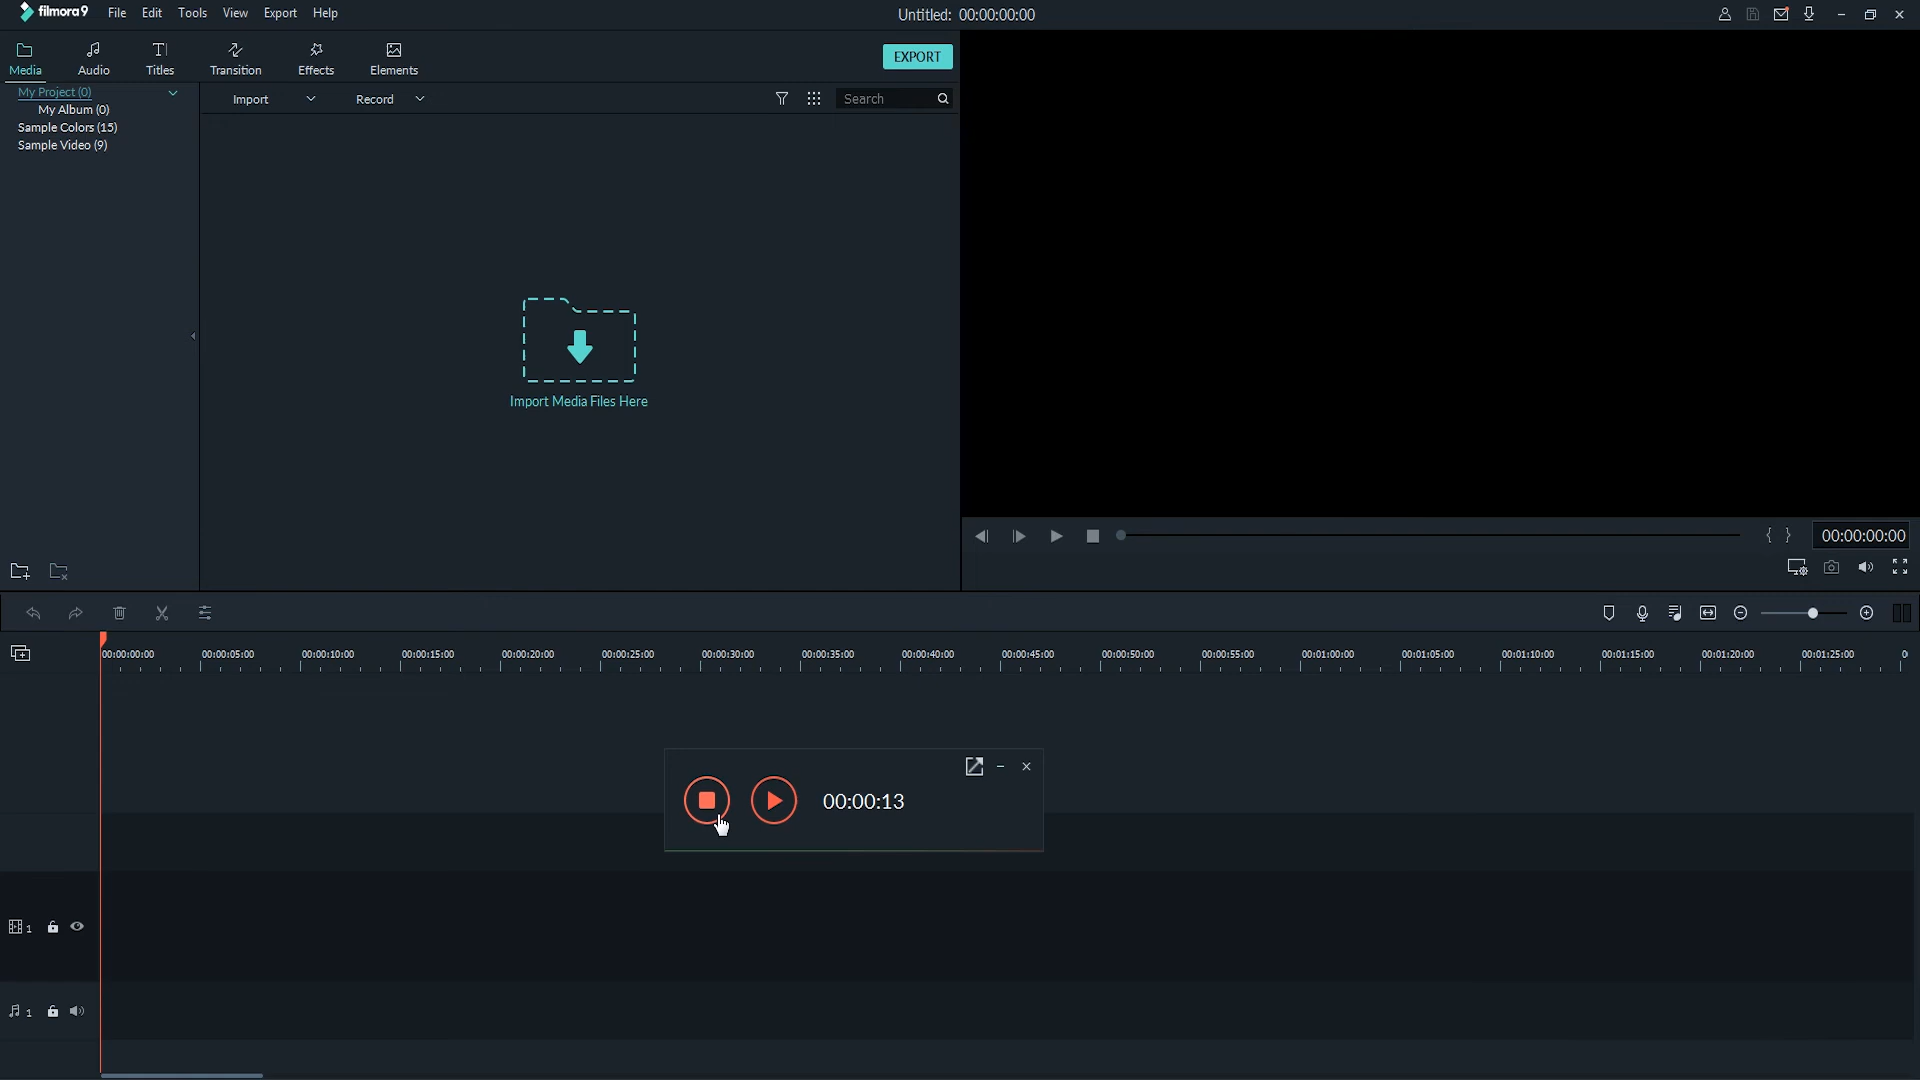 filmora9 File Edit Tools View Export Help
Untitled: 00:00:00:00
Media Audio Titles Transition Effects Elements
EXPORT
My Project (0)
My Album (0)
Sample Colors (15)
Sample Video (9)
Import Record
Search
Import Media Files Here
{ } 00:00:00:00
00:00:00:00 00:00:05:00 00:00:10:00 00:00:15:00 00:00:20:00 00:00:25:00 00:00:30:00 00:00:35:00 00:00:40:00 00:00:45:00 00:00:50:00 00:00:55:00 00:01:00:00 00:01:05:00 00:01:10:00 00:01:15:00 00:01:20:00 00:01:25:00
00:00:13
1
1